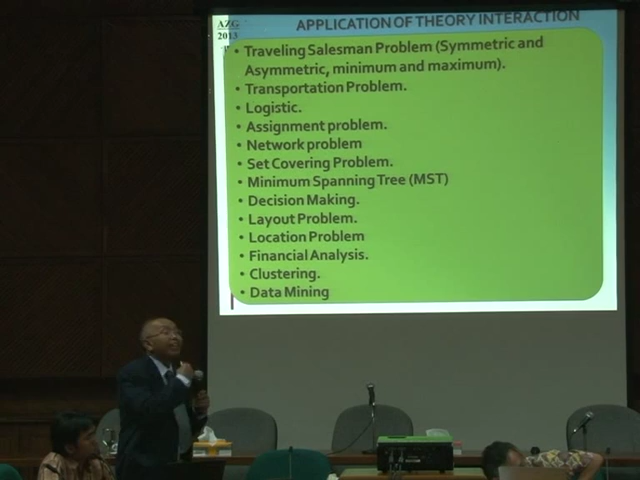 AZG
2013
APPLICATION OF THEORY INTERACTION
• Traveling Salesman Problem (Symmetric and
Asymmetric, minimum and maximum).
• Transportation Problem.
• Logistic.
• Assignment problem.
• Network problem
• Set Covering Problem.
• Minimum Spanning Tree (MST)
• Decision Making.
• Layout Problem.
• Location Problem
• Financial Analysis.
• Clustering.
• Data Mining